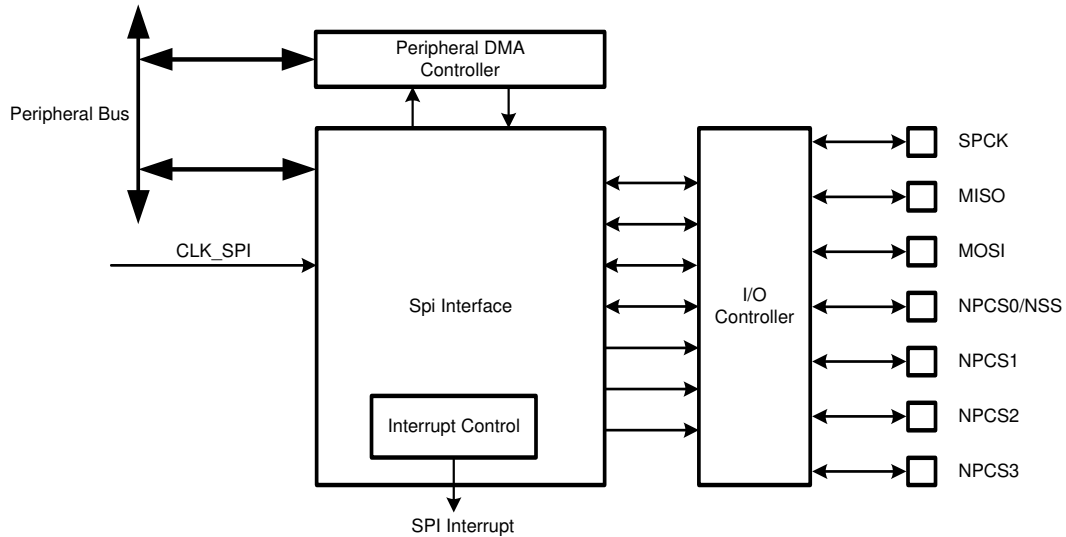 Peripheral DMA
Controller
Peripheral Bus
CLK_SPI
Spi Interface
Interrupt Control
SPI Interrupt
I/O
Controller
SPCK
MISO
MOSI
NPCS0/NSS
NPCS1
NPCS2
NPCS3